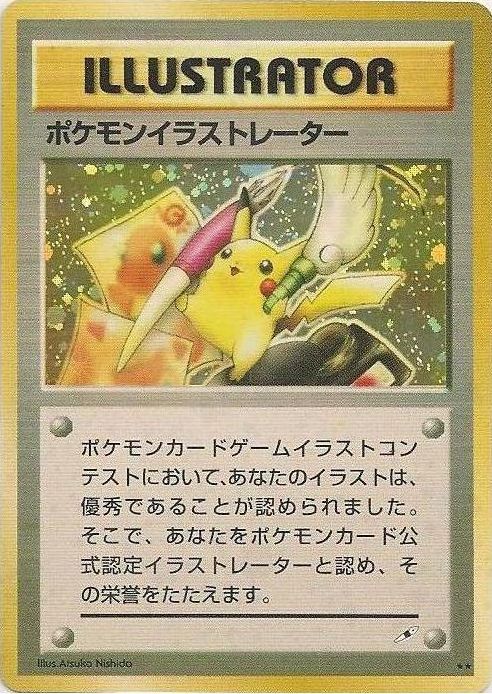 ILLUSTRATOR
ポケモンイラストレーター
ポケモンカードゲームイラストコン
テストにおいて、あなたのイラストは、
優秀であることが認められました。
そこで、あなたをポケモンカード公
式認定イラストレーターと認め、そ
の栄誉をたたえます。
Illus.Atsuko Nishida
★★